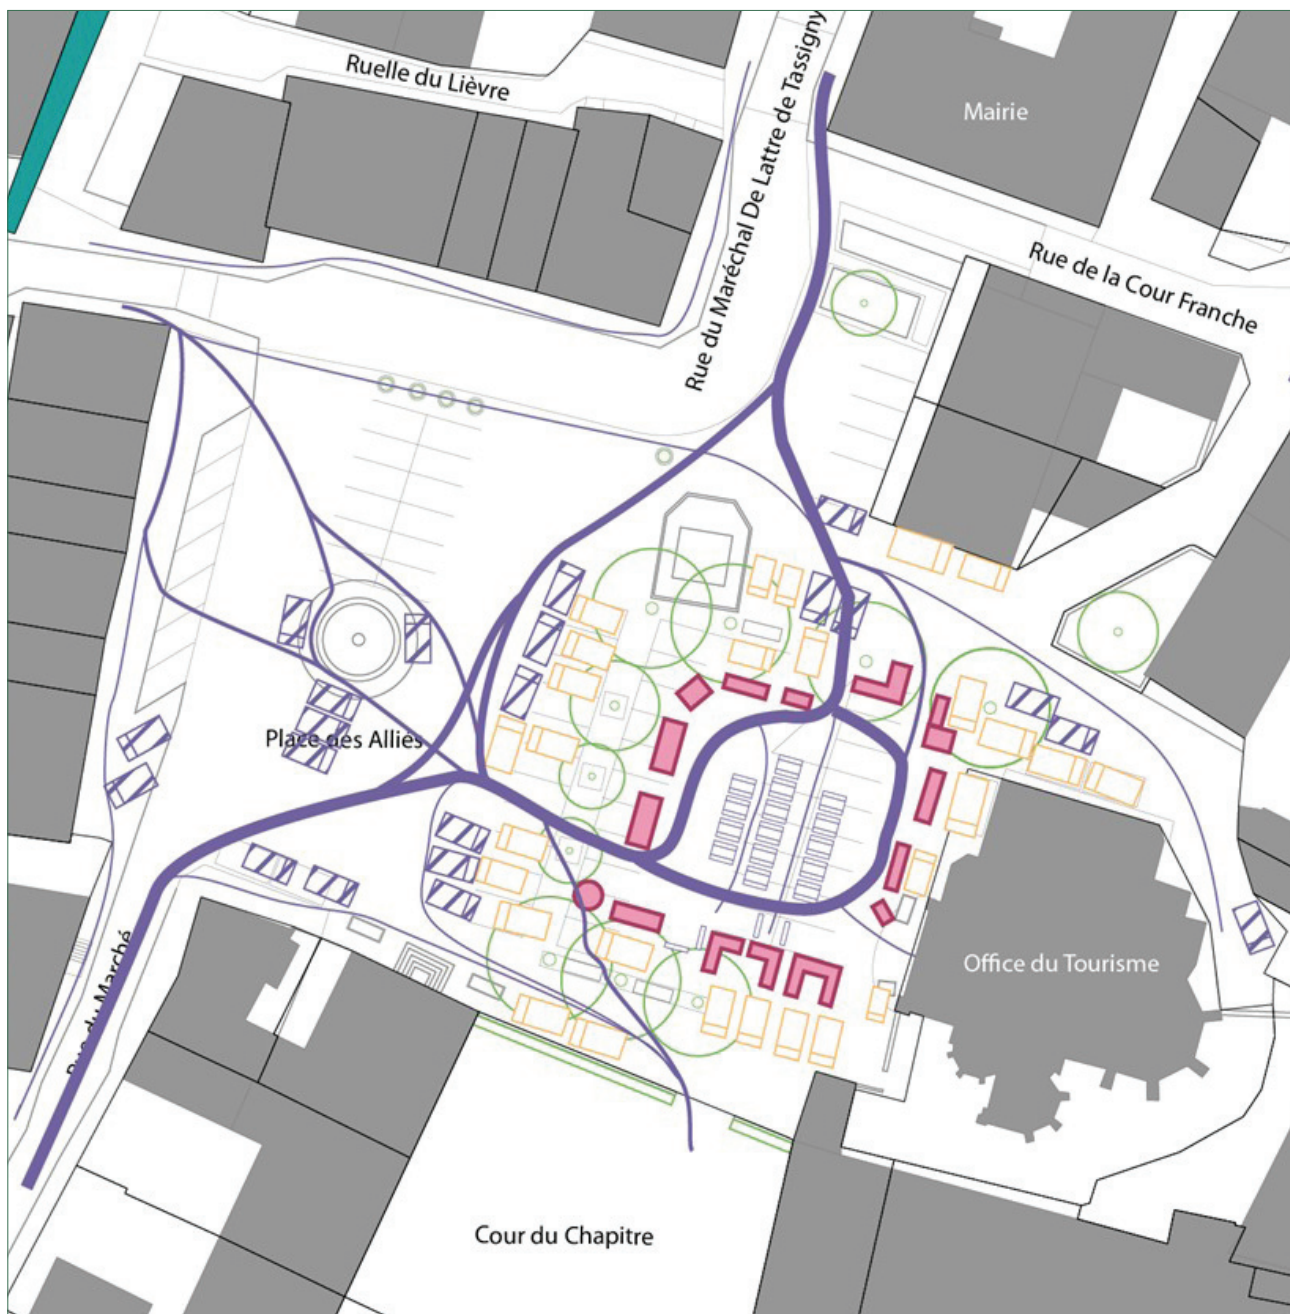 Ruelle du Lièvre
Rue du Maréchal De Lattre de Tassigny
Mairie
Rue de la Cour Franche
Place des Alliés
Rue du Marché
Office du Tourisme
Cour du Chapitre